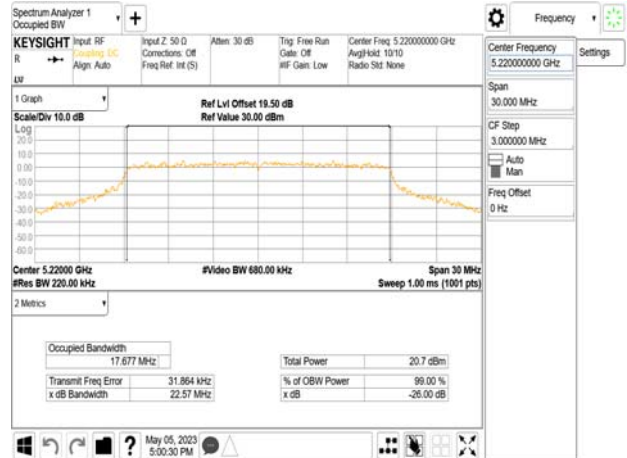 Spectrum Analyzer 1
Occupied BW
Frequency
KEYSIGHT
R
Input: RF
Coupling: DC
Align: Auto
Input Z: 50 Ω
Corrections: Off
Freq Ref: Int (S)
Atten: 30 dB
Trig: Free Run
Gate: Off
#IF Gain: Low
Center Freq: 5.220000000 GHz
Avg|Hold: 10/10
Radio Std: None
Center Frequency
5.220000000 GHz
Settings
Span
30.000 MHz
CF Step
3.000000 MHz
Auto
Man
Freq Offset
0 Hz
1 Graph
Ref Lvl Offset 19.50 dB
Scale/Div 10.0 dB
Ref Value 30.00 dBm
Log
20.0
10.0
0.00
-10.0
-20.0
-30.0
-40.0
-50.0
-60.0
Center 5.22000 GHz
#Video BW 680.00 kHz
Span 30 MHz
#Res BW 220.00 kHz
Sweep 1.00 ms (1001 pts)
2 Metrics
Occupied Bandwidth
17.677 MHz
Total Power 20.7 dBm
Transmit Freq Error 31.864 kHz
% of OBW Power 99.00 %
x dB Bandwidth 22.57 MHz
x dB -26.00 dB
?
May 05, 2023
5:00:30 PM